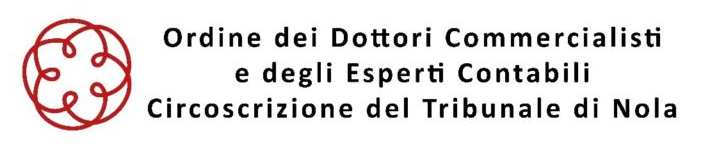 Ordine dei Dottori Commercialisti
e degli Esperti Contabili
Circoscrizione del Tribunale di Nola